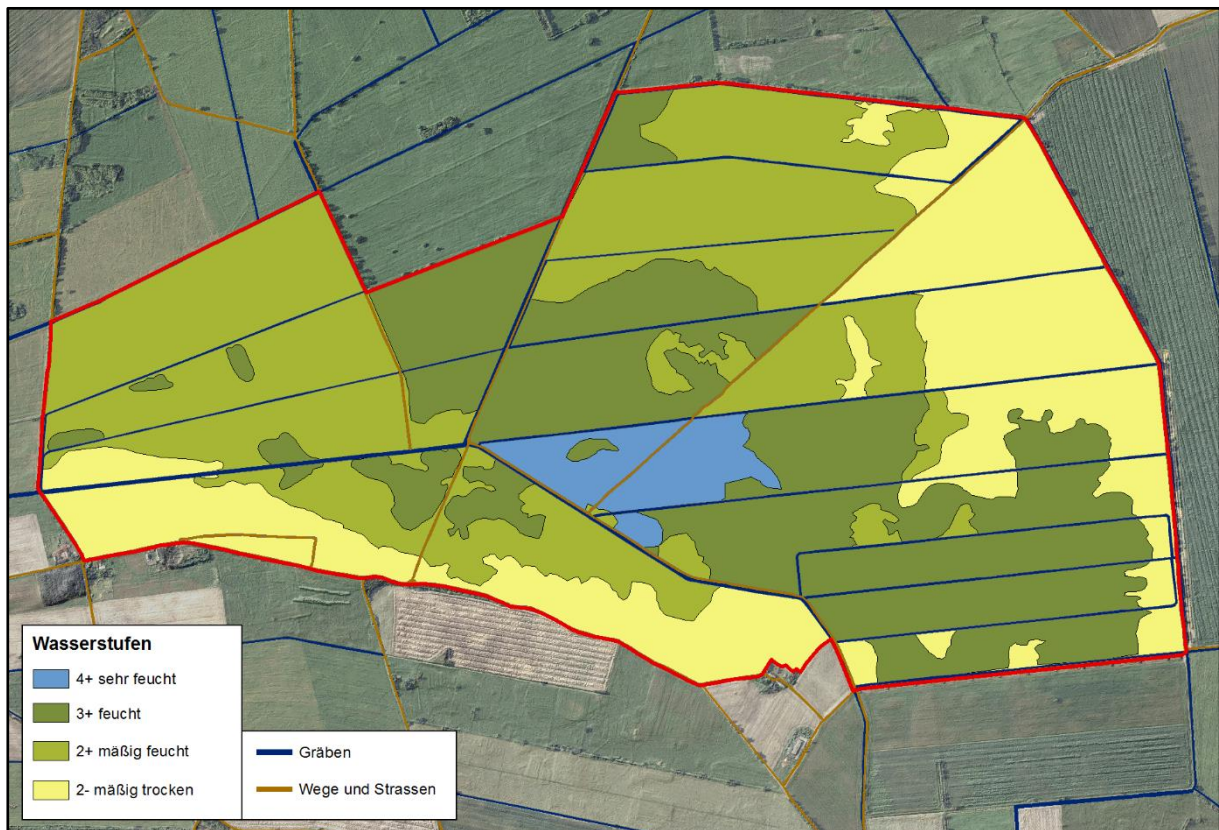 Wasserstufen
4+ sehr feucht
3+ feucht
2+ mäßig feucht
2- mäßig trocken
Gräben
Wege und Strassen